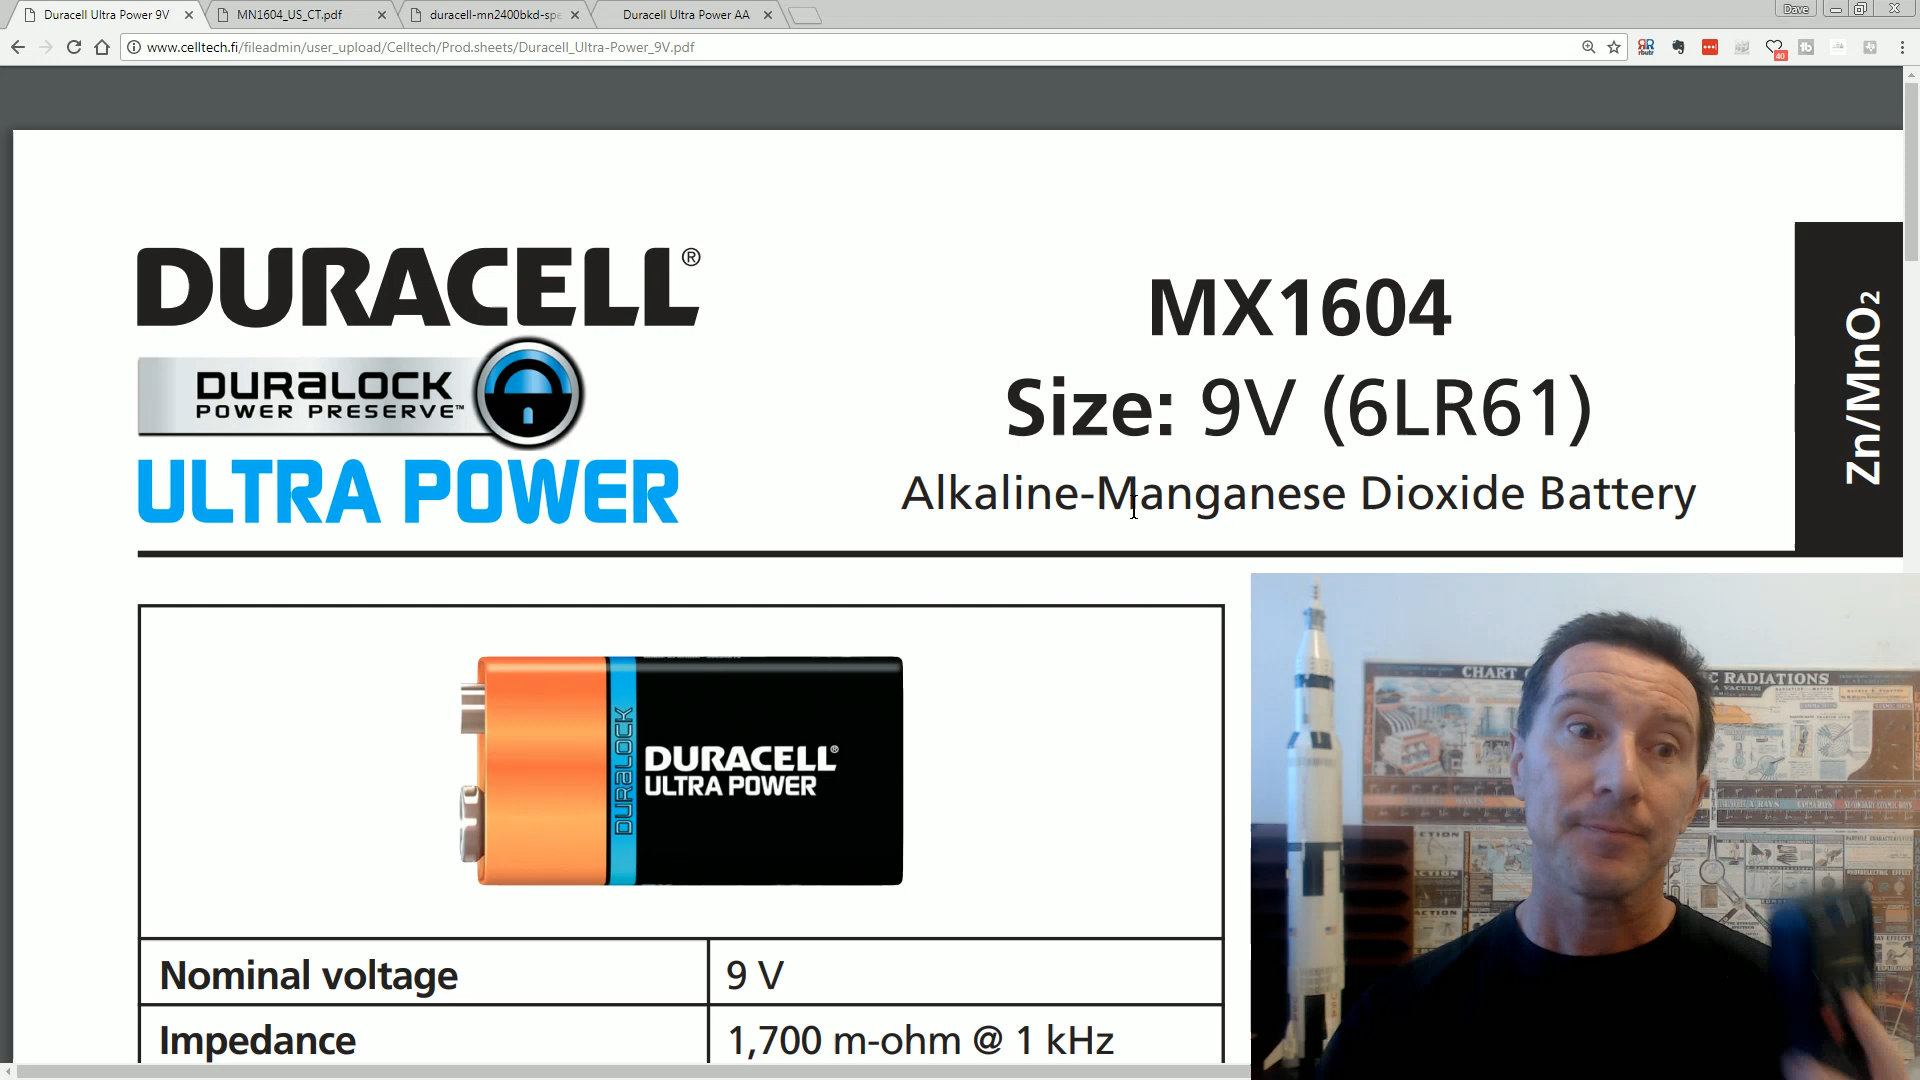 Duracell Ultra Power 9V
MN1604_US_CT.pdf
duracell-mn2400bkd-spe
Duracell Ultra Power AA
Dave
www.celltech.fi/fileadmin/user_upload/Celltech/Prod.sheets/Duracell_Ultra-Power_9V.pdf
rbutr
40
DURACELL®
DURALOCK
POWER PRESERVE™
ULTRA POWER
MX1604
Size: 9V (6LR61)
Alkaline-Manganese Dioxide Battery
Zn/MnO₂
DURALOCK
DURACELL®
ULTRA POWER
Nominal voltage
9 V
Impedance
1,700 m-ohm @ 1 kHz
CHART
C RADIATIONS